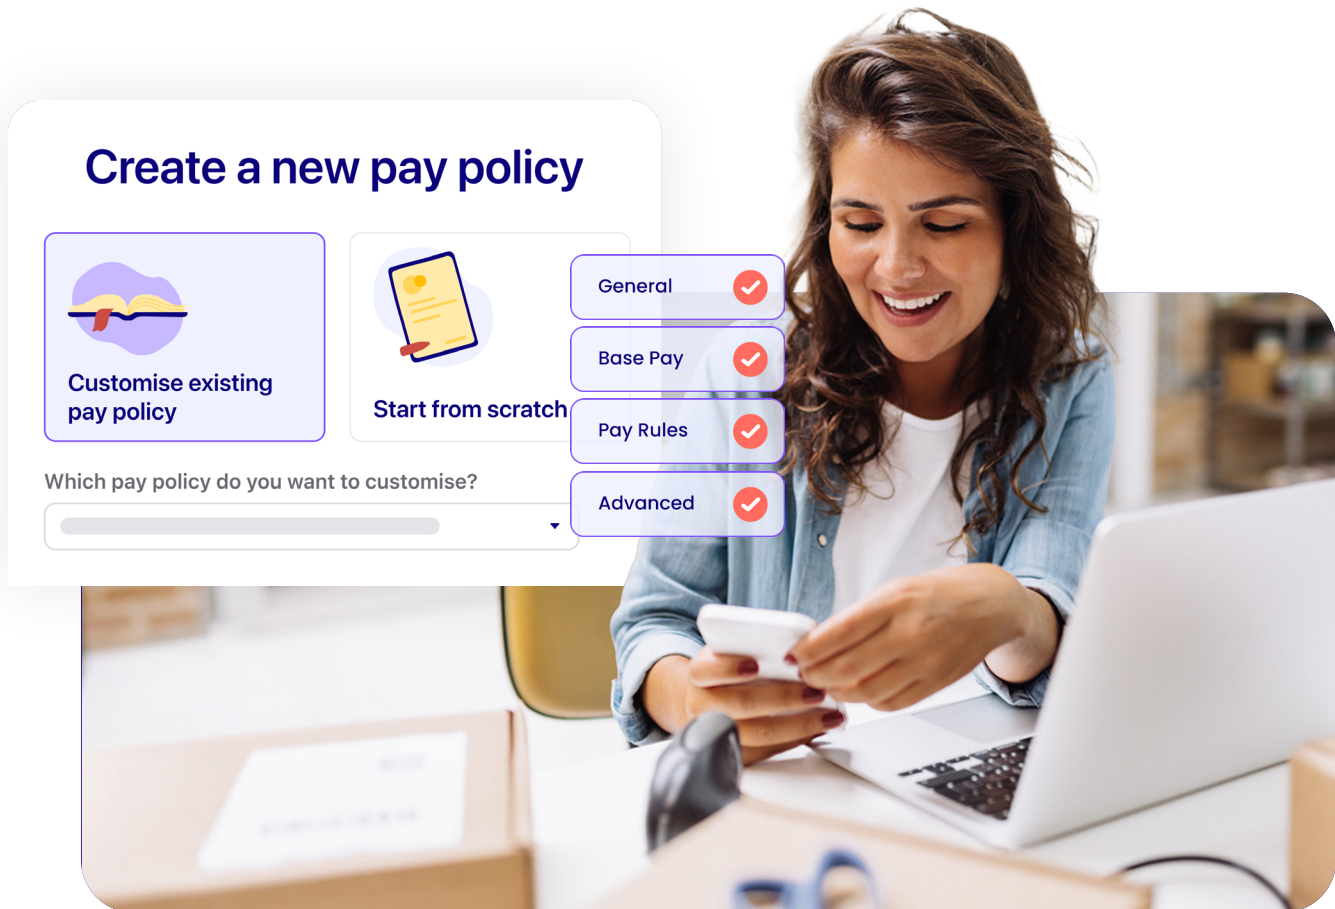 Create a new pay policy
Customise existing
pay policy
Start from scratch
Which pay policy do you want to customise?
General
Base Pay
Pay Rules
Advanced